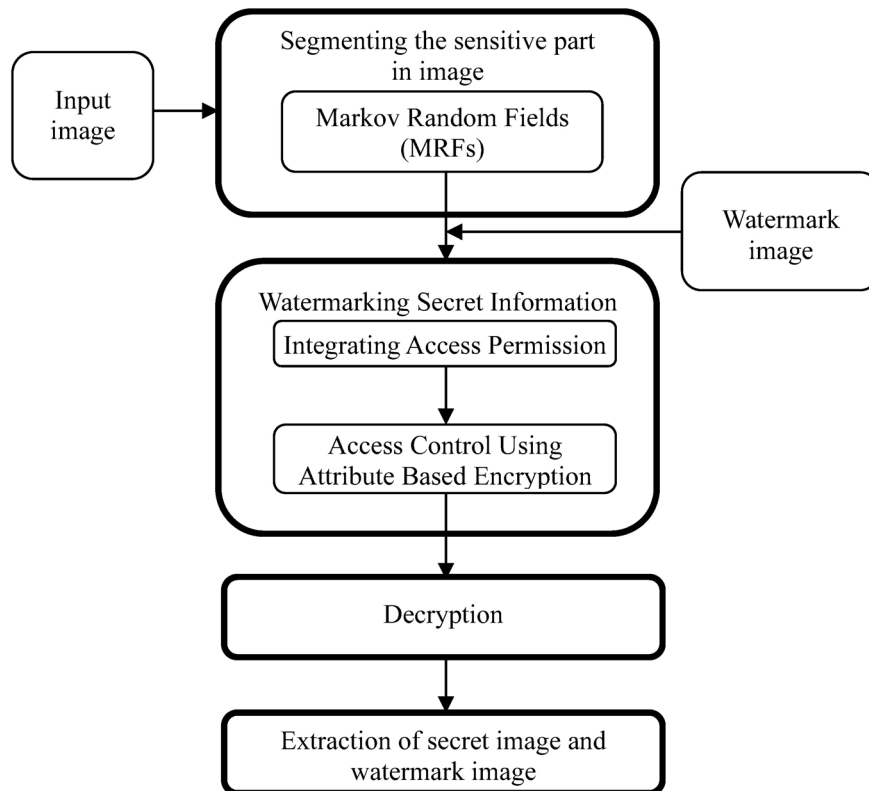 Segmenting the sensitive part
in image
Input
image
Markov Random Fields
(MRFs)
Watermark
image
Watermarking Secret Information
Integrating Access Permission
Access Control Using
Attribute Based Encryption
Decryption
Extraction of secret image and
watermark image